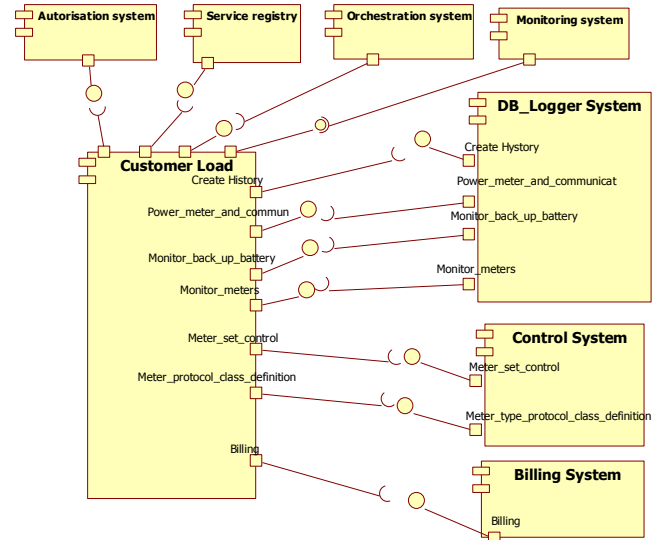 Autorisation system
Service registry
Orchestration system
Monitoring system
DB_Logger System
Create Hystory
Power_meter_and_communicat
Monitor_back_up_battery
Monitor_meters
Customer Load
Create History
Power_meter_and_commun
Monitor_back_up_battery
Monitor_meters
Meter_set_control
Meter_protocol_class_definition
Billing
Control System
Meter_set_control
Meter_type_protocol_class_definition
Billing System
Billing